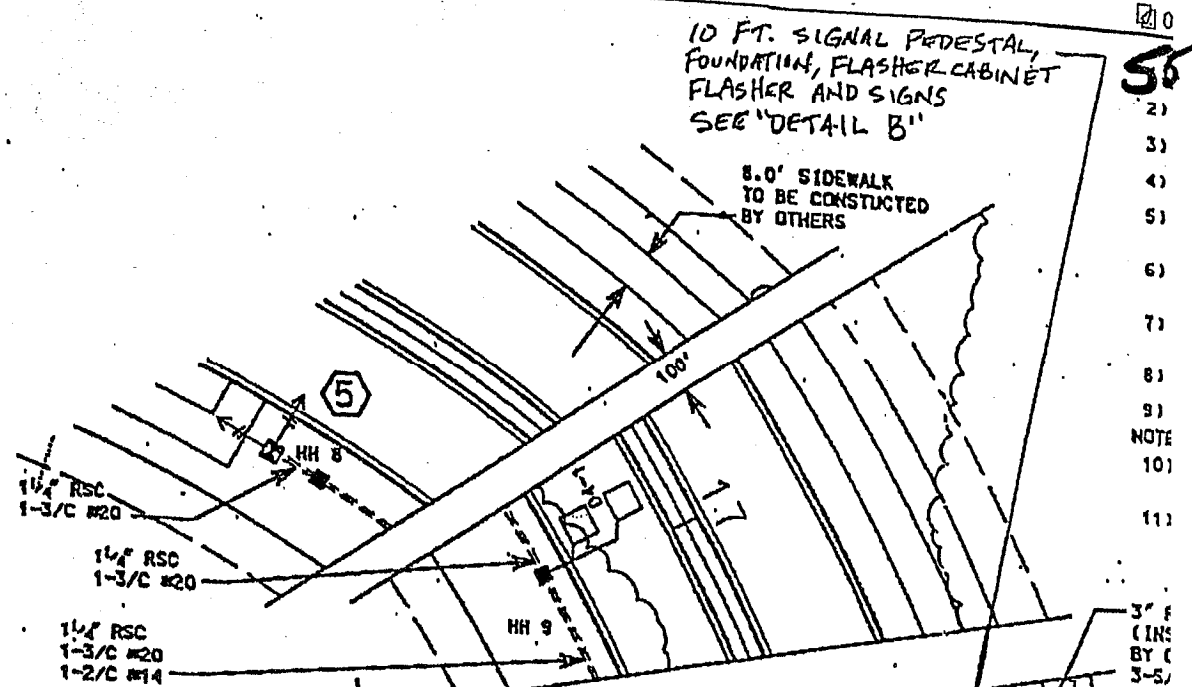 10 FT. SIGNAL PEDESTAL,
FOUNDATION, FLASHER CABINET
FLASHER AND SIGNS
SEE "DETAIL B"
8.0' SIDEWALK
TO BE CONSTUCTED
BY OTHERS
2)
3)
4)
5)
6)
7)
8)
9)
NOTE
10)
11)
100'
5
HH 8
1¼" RSC
1-3/C #20
1¼" RSC
1-3/C #20
HH 9
1¼" RSC
1-3/C #20
1-2/C #14
3"
(INS
BY